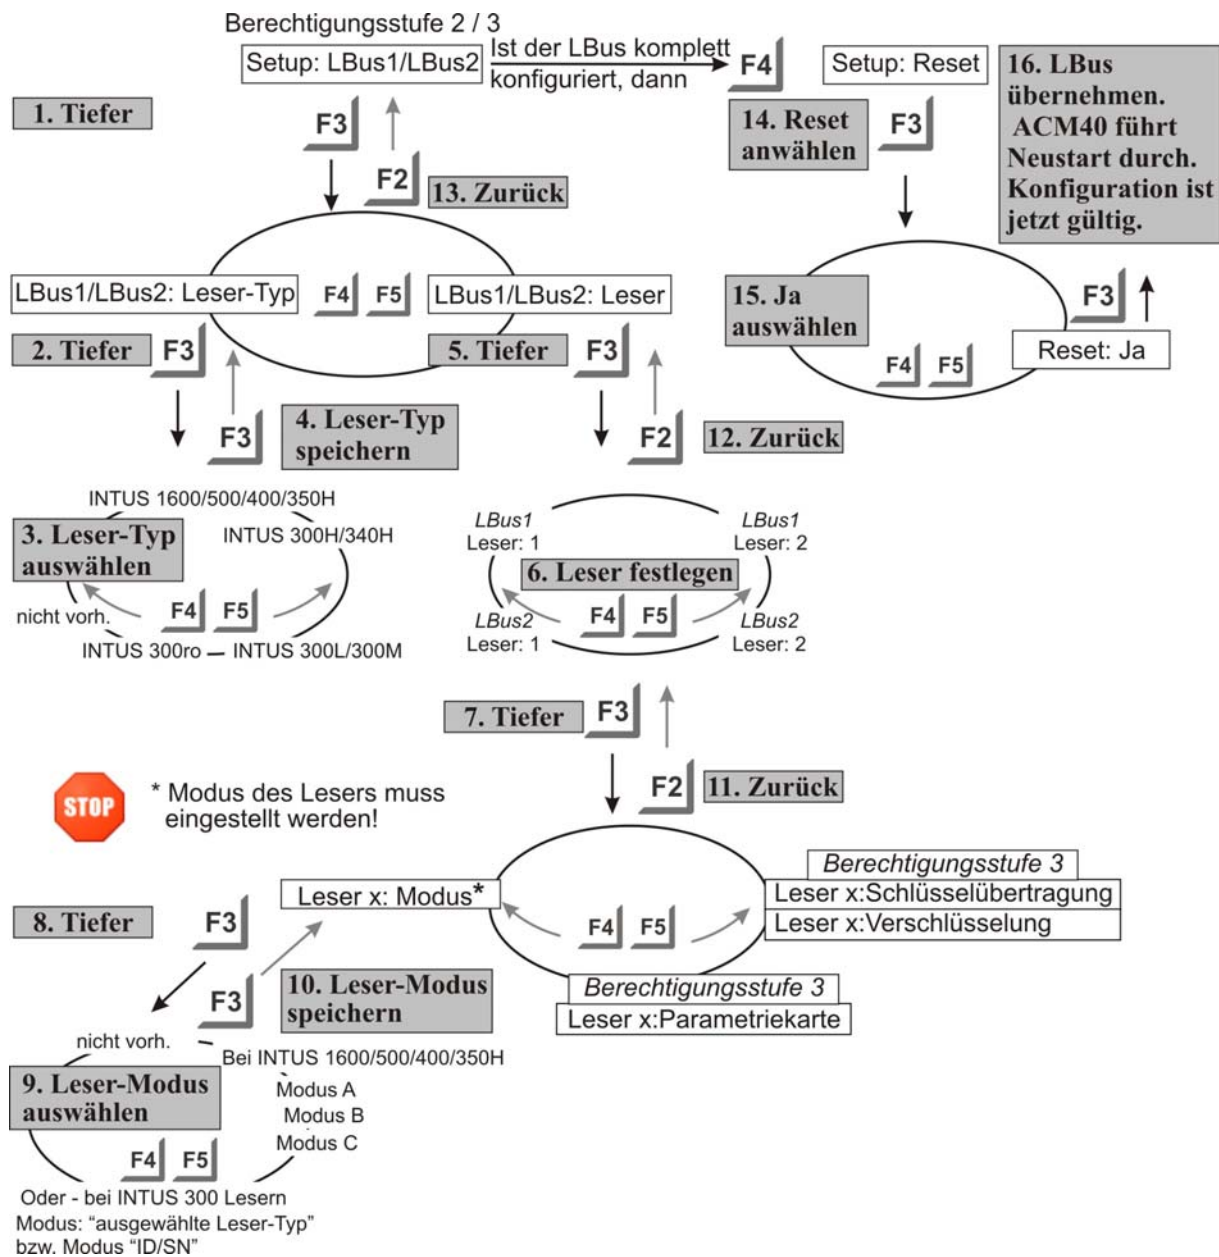 Berechtigungsstufe 2 / 3
Setup: LBus1/LBus2
Ist der LBus komplett
konfiguriert, dann
F4
Setup: Reset
16. LBus
übernehmen.
ACM40 führt
Neustart durch.
Konfiguration ist
jetzt gültig.
1. Tiefer
F3
F2
13. Zurück
14. Reset
anwählen
F3
LBus1/LBus2: Leser-Typ
F4
F5
LBus1/LBus2: Leser
15. Ja
auswählen
F3
Reset: Ja
F4
F5
2. Tiefer
F3
5. Tiefer
F3
4. Leser-Typ
speichern
F3
F2
12. Zurück
INTUS 1600/500/400/350H
INTUS 300H/340H
3. Leser-Typ
auswählen
nicht vorh.
F4
F5
INTUS 300ro
INTUS 300L/300M
LBus1
Leser: 1
LBus1
Leser: 2
6. Leser festlegen
F4
F5
LBus2
Leser: 1
LBus2
Leser: 2
7. Tiefer
F3
F2
11. Zurück
STOP
* Modus des Lesers muss
eingestellt werden!
Leser x: Modus*
F4
F5
Berechtigungsstufe 3
Leser x:Schlüsselübertragung
Leser x:Verschlüsselung
Berechtigungsstufe 3
Leser x:Parametriekarte
8. Tiefer
F3
F3
10. Leser-Modus
speichern
nicht vorh.
Bei INTUS 1600/500/400/350H
9. Leser-Modus
auswählen
Modus A
Modus B
Modus C
F4
F5
Oder - bei INTUS 300 Lesern
Modus: “ausgewählte Leser-Typ”
bzw. Modus “ID/SN”